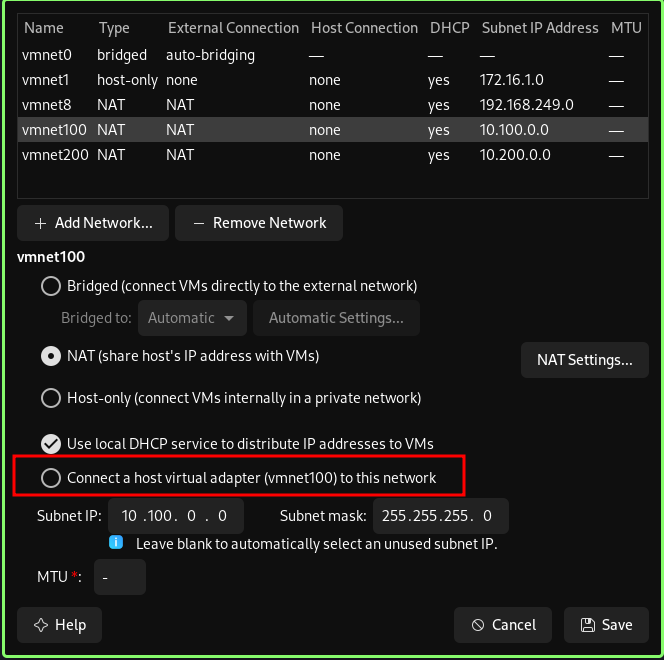 Name Type External Connection Host Connection DHCP Subnet IP Address MTU
vmnet0 bridged auto-bridging — — — —
vmnet1 host-only none none yes 172.16.1.0 —
vmnet8 NAT NAT none yes 192.168.249.0 —
vmnet100 NAT NAT none yes 10.100.0.0 —
vmnet200 NAT NAT none yes 10.200.0.0 —
+ Add Network... — Remove Network
vmnet100
Bridged (connect VMs directly to the external network)
Bridged to: Automatic Automatic Settings...
NAT (share host's IP address with VMs) NAT Settings...
Host-only (connect VMs internally in a private network)
Use local DHCP service to distribute IP addresses to VMs
Connect a host virtual adapter (vmnet100) to this network
Subnet IP: 10 .100. 0 . 0 Subnet mask: 255.255.255. 0
i Leave blank to automatically select an unused subnet IP.
MTU *: -
Help Cancel Save